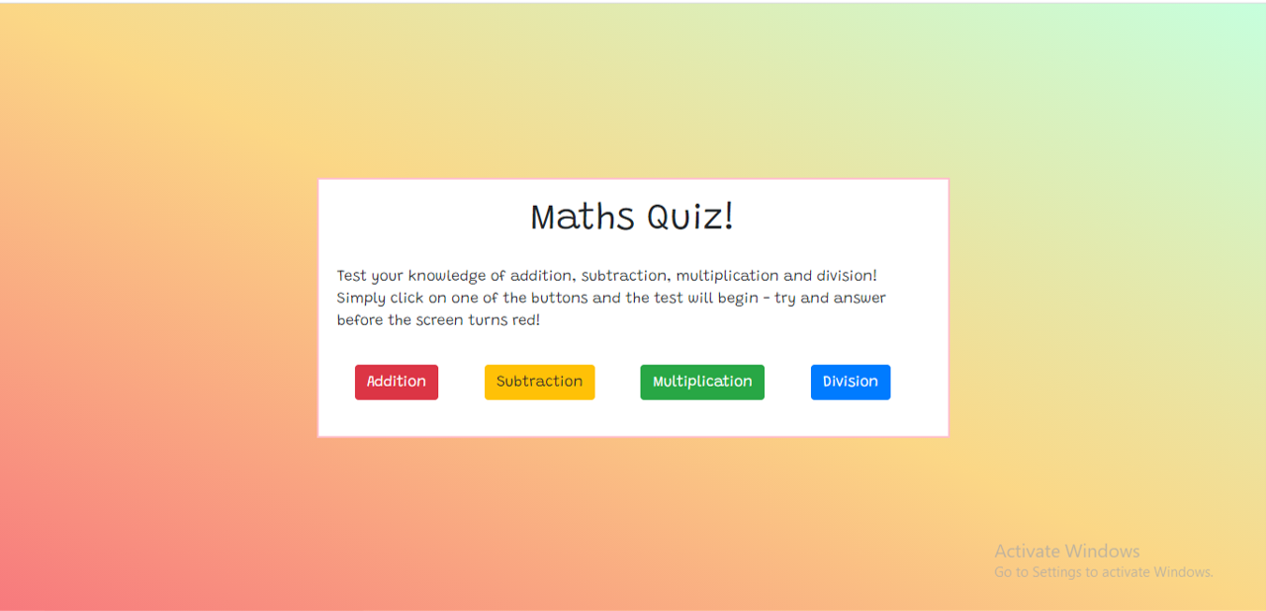 Maths Quiz!
Test your knowledge of addition, subtraction, multiplication and division!
Simply click on one of the buttons and the test will begin - try and answer
before the screen turns red!
Addition Subtraction Multiplication Division
Activate Windows
Go to Settings to activate Windows.